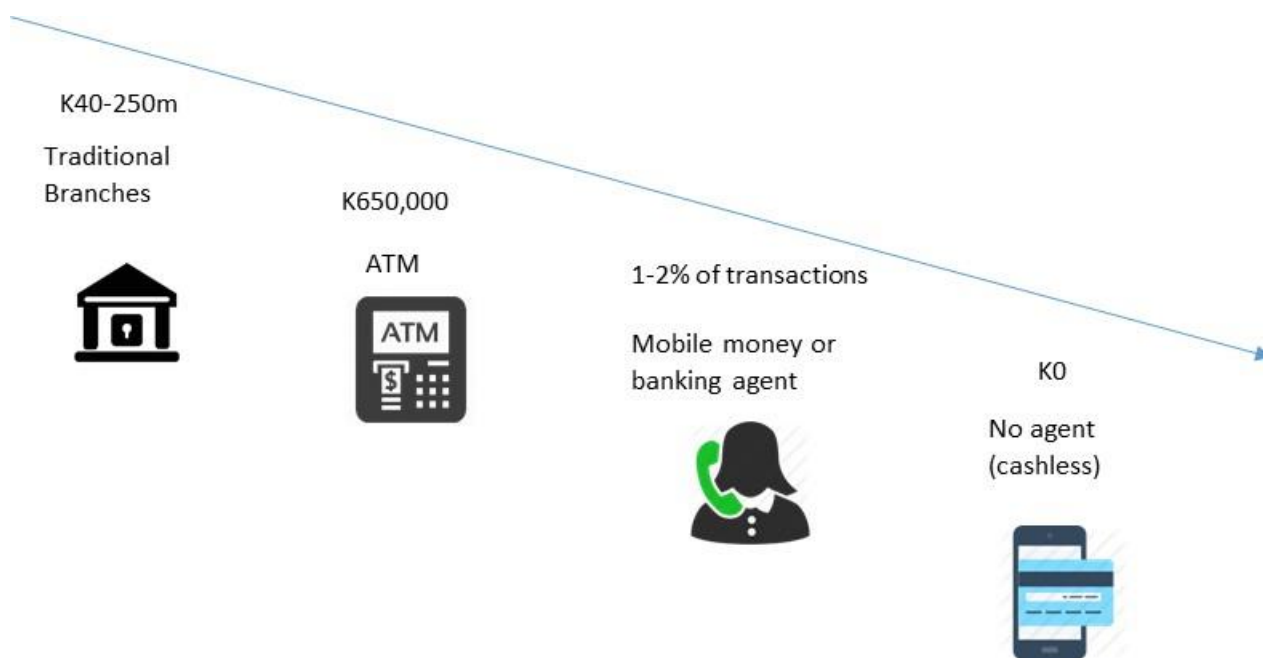 K40-250m
Traditional
Branches
K650,000
ATM
ATM
$
1-2% of transactions
Mobile money or
banking agent
K0
No agent
(cashless)